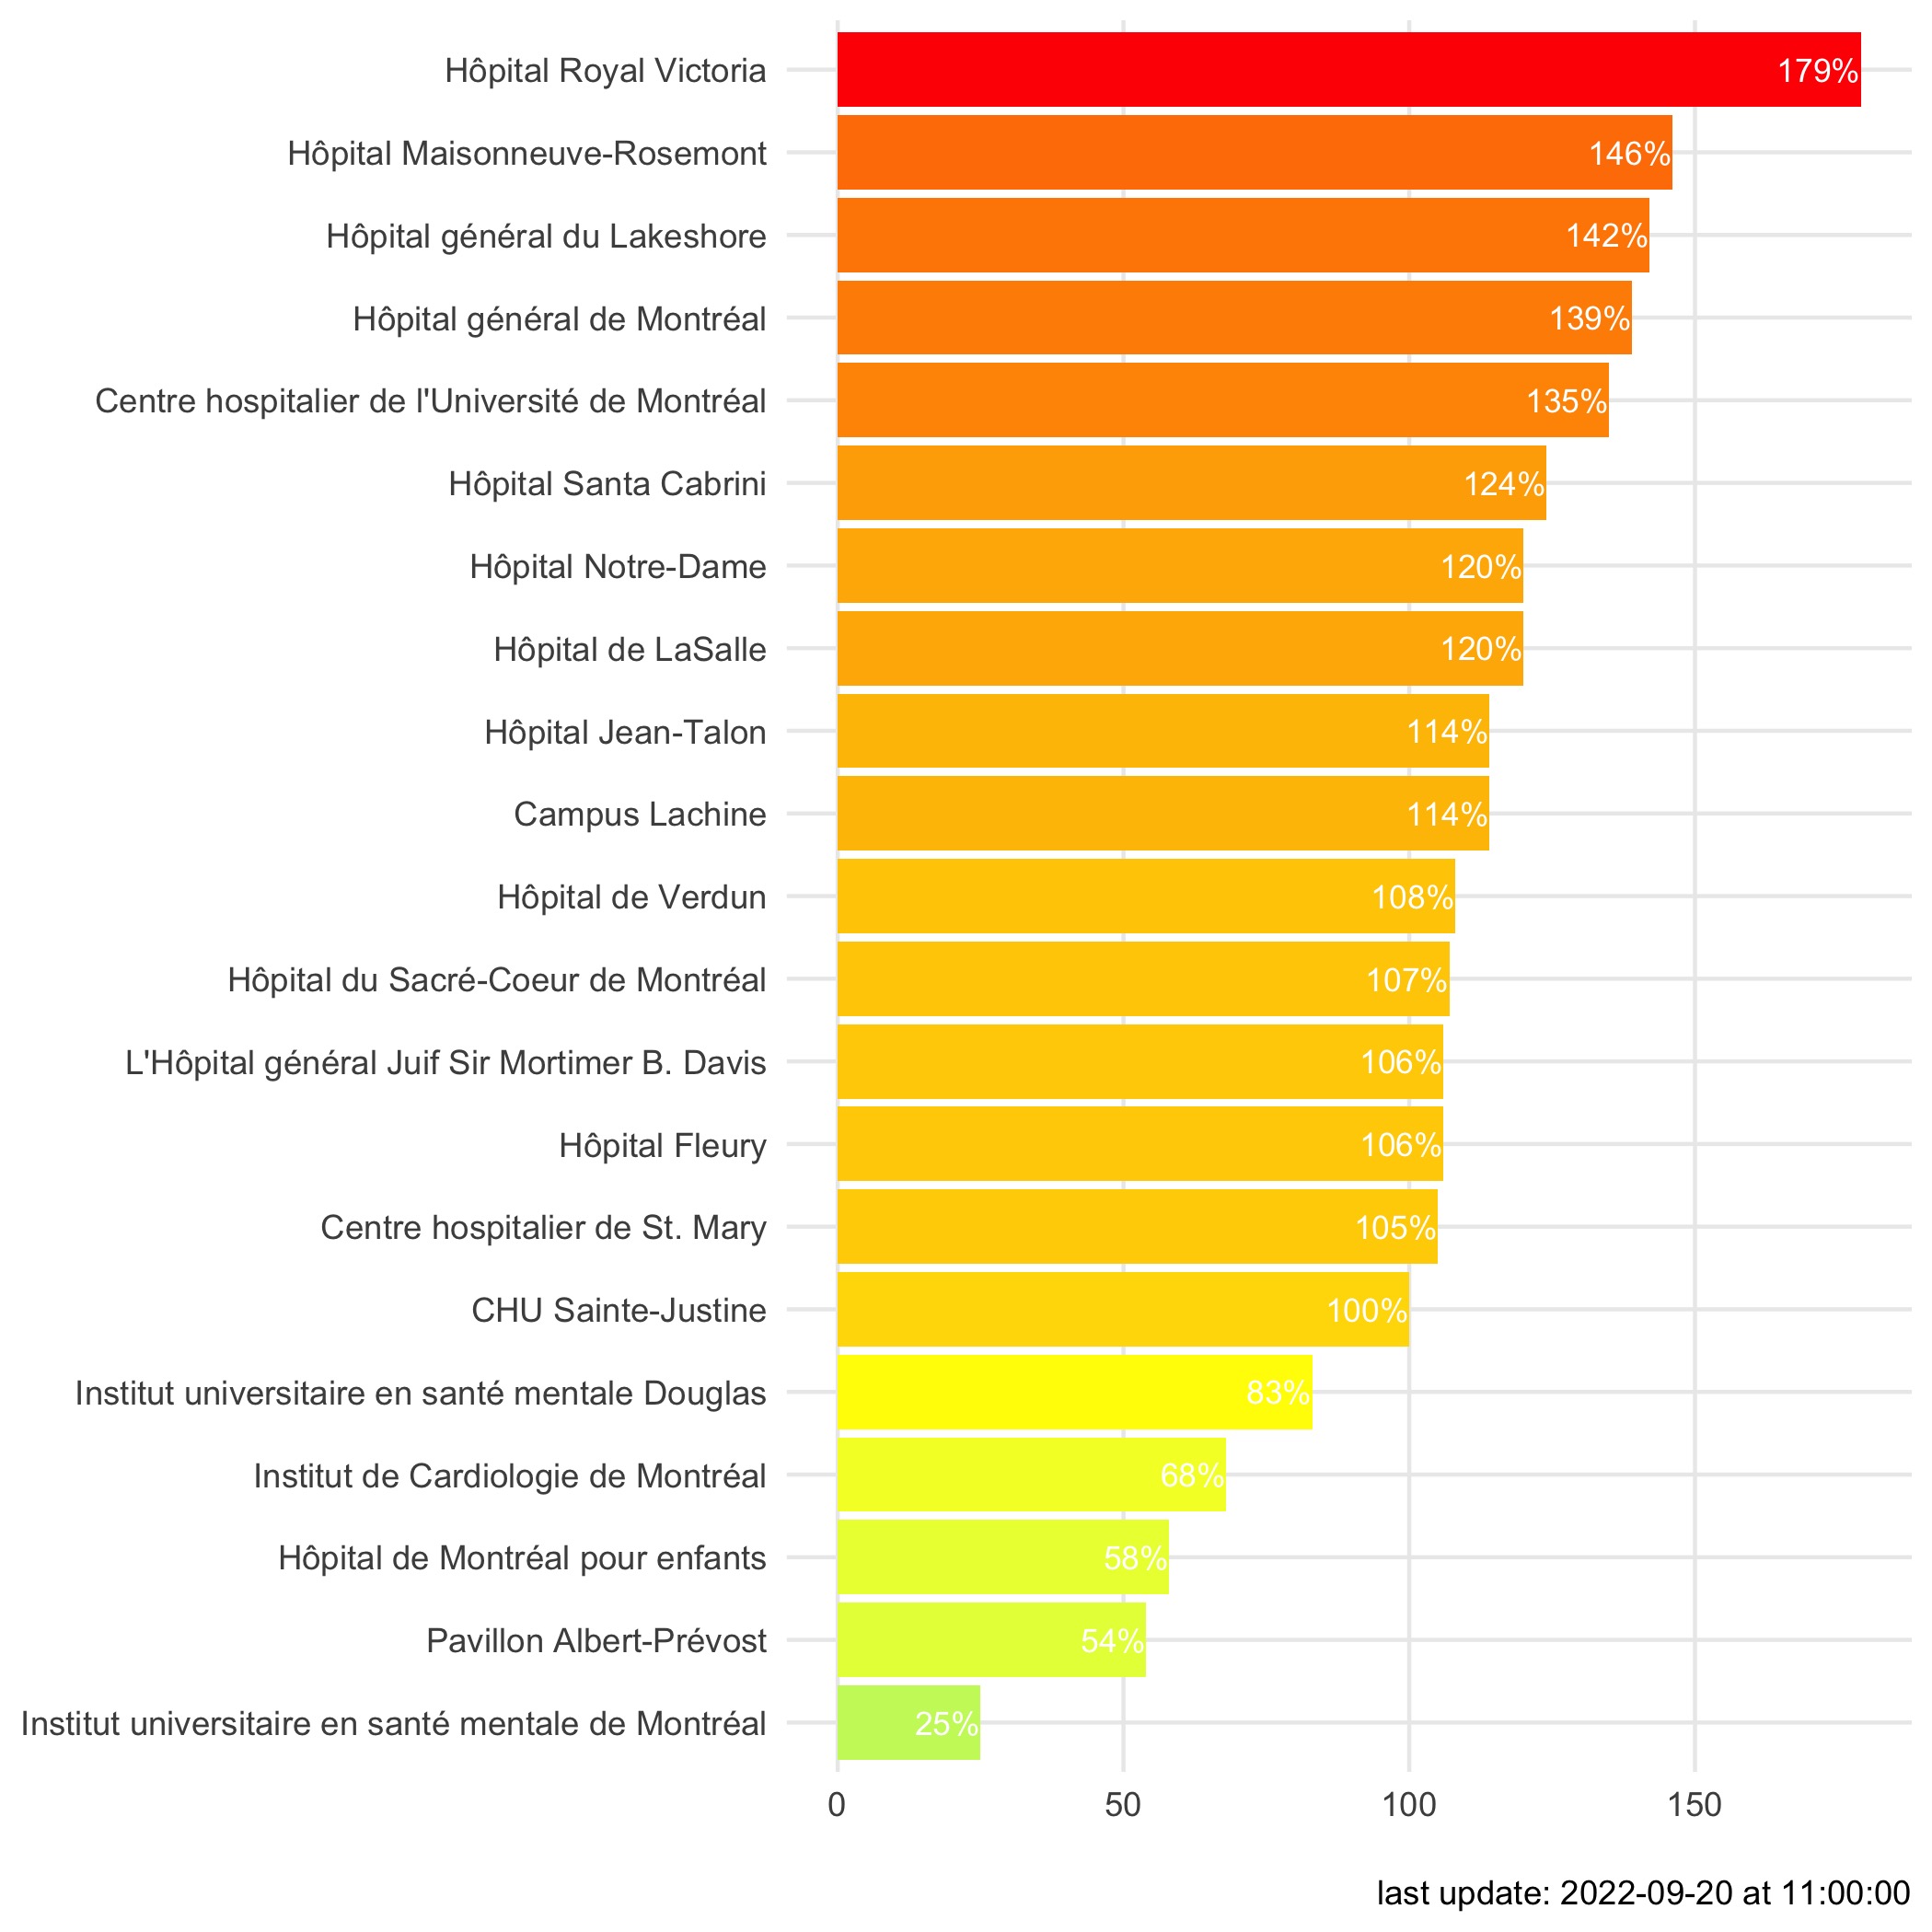 Hôpital Royal Victoria 179%
Hôpital Maisonneuve-Rosemont 146%
Hôpital général du Lakeshore 142%
Hôpital général de Montréal 139%
Centre hospitalier de l'Université de Montréal 135%
Hôpital Santa Cabrini 124%
Hôpital Notre-Dame 120%
Hôpital de LaSalle 120%
Hôpital Jean-Talon 114%
Campus Lachine 114%
Hôpital de Verdun 108%
Hôpital du Sacré-Coeur de Montréal 107%
L'Hôpital général Juif Sir Mortimer B. Davis 106%
Hôpital Fleury 106%
Centre hospitalier de St. Mary 105%
CHU Sainte-Justine 100%
Institut universitaire en santé mentale Douglas 83%
Institut de Cardiologie de Montréal 68%
Hôpital de Montréal pour enfants 58%
Pavillon Albert-Prévost 54%
Institut universitaire en santé mentale de Montréal 25%
0 50 100 150
last update: 2022-09-20 at 11:00:00